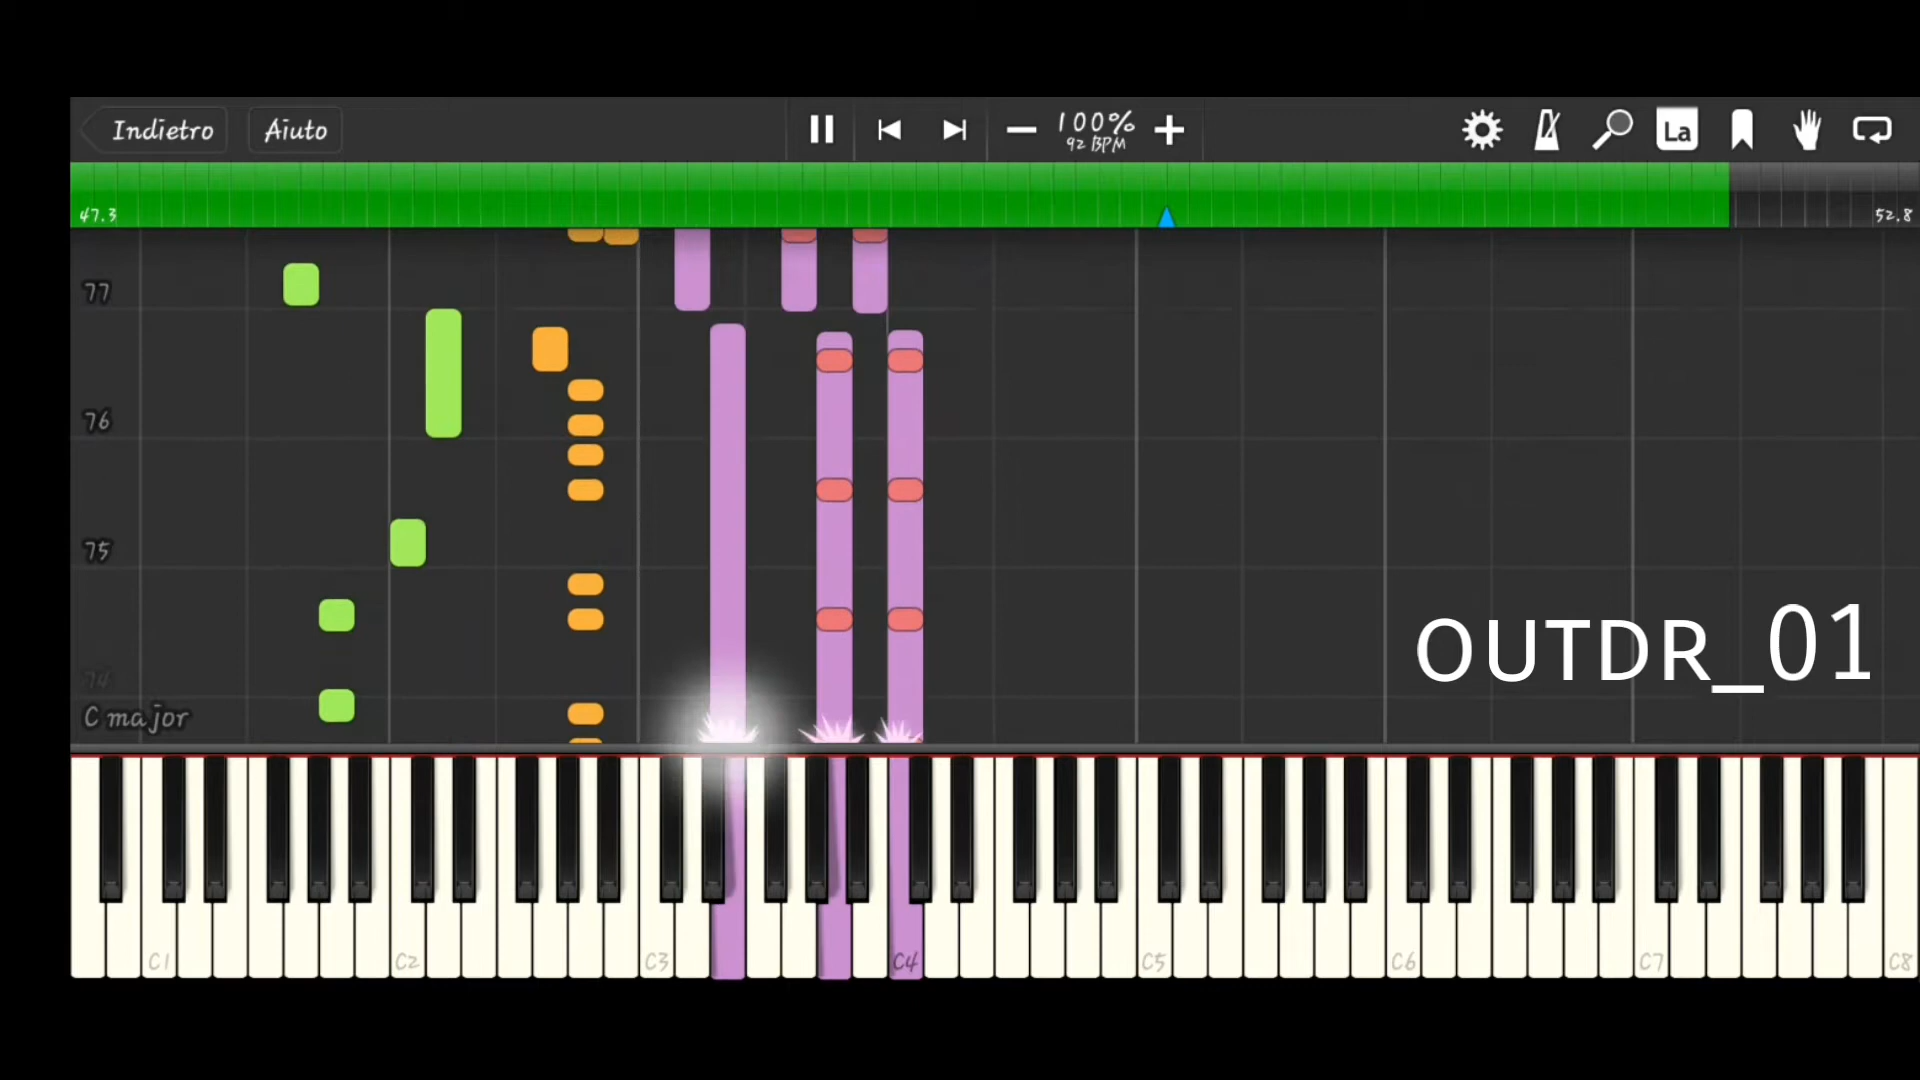 Indietro
Aiuto
100%
92 BPM
La
47.3
52.8
77
76
75
74
C major
OUTDR_01
C1
C2
C3
C4
C5
C6
C7
C8